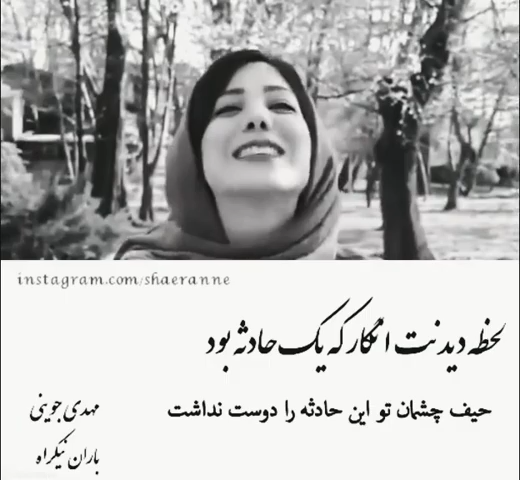 instagram.com/shaeranne
لحظه دیدنت انگار که یک حادثه بود
حیف چشمان تو این حادثه را دوست نداشت
مهدی جوینی
باران نیکراه